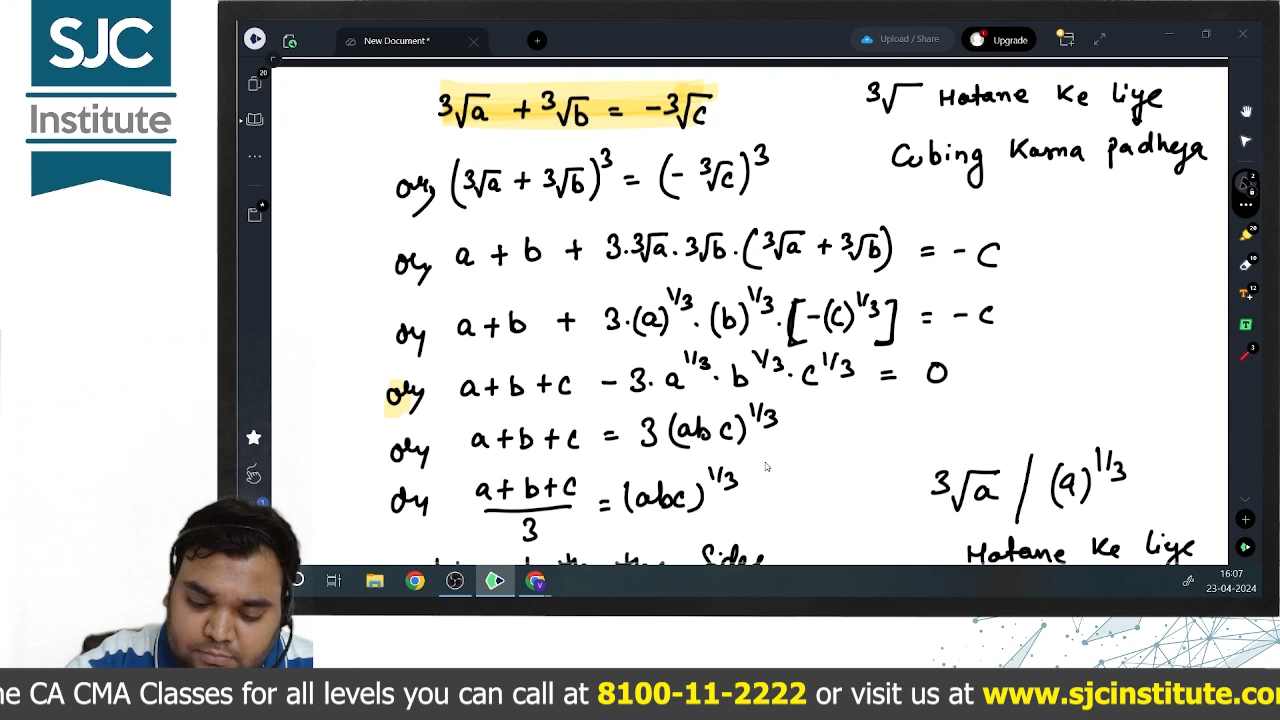 SJC
Institute
New Document*
Upload / Share
Upgrade
∛a + ∛b = -∛c
∛ Hatane Ke liye
Cubing Karna padhega
or, (∛a + ∛b)³ = (-∛c)³
or, a + b + 3.∛a.∛b.(∛a + ∛b) = -c
or, a+b + 3.(a)^1/3.(b)^1/3.[-(c)^1/3] = -c
or, a+b+c - 3.a^1/3.b^1/3.c^1/3 = 0
or, a+b+c = 3(abc)^1/3
or, (a+b+c)/3 = (abc)^1/3
∛a / (a)^1/3
Hatane Ke liye
16:07
23-04-2024
he CA CMA Classes for all levels you can call at 8100-11-2222 or visit us at www.sjcinstitute.co